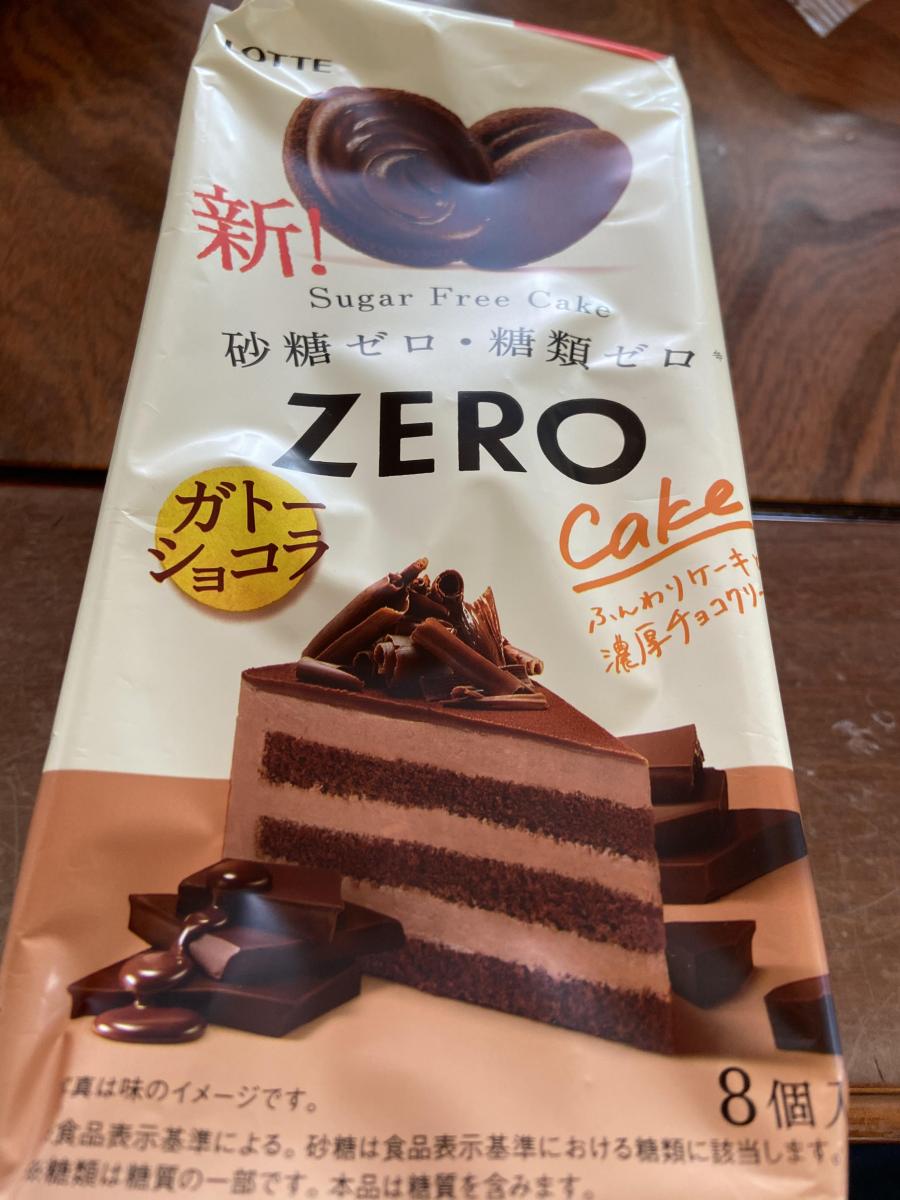 LOTTE
新!
Sugar Free Cake
砂糖ゼロ・糖類ゼロ
ZERO
ガトー
ショコラ
Cake
ふんわりケーキ
濃厚チョコクリー
8個
真は味のイメージです。
食品表示基準による。砂糖は食品表示基準における糖類に該当します。
※糖類は糖質の一部です。本品は糖質を含みます。